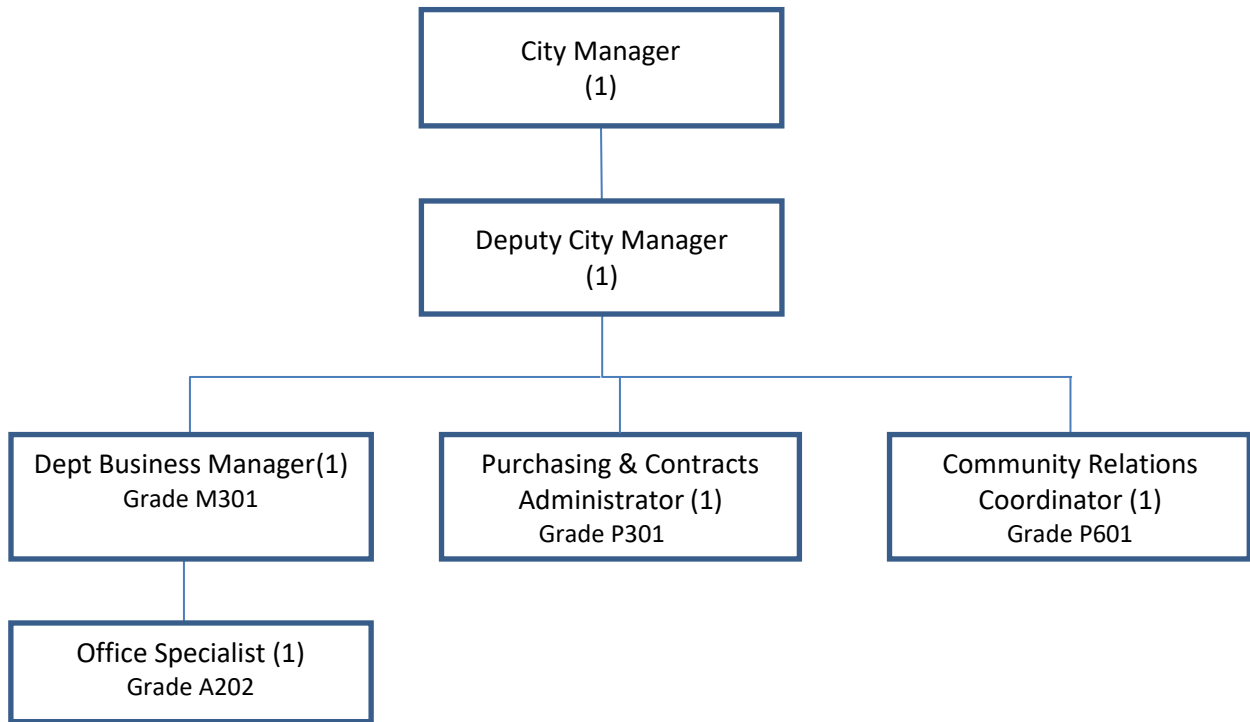 City Manager
(1)
Deputy City Manager
(1)
Dept Business Manager(1)
Grade M301
Purchasing & Contracts
Administrator (1)
Grade P301
Community Relations
Coordinator (1)
Grade P601
Office Specialist (1)
Grade A202